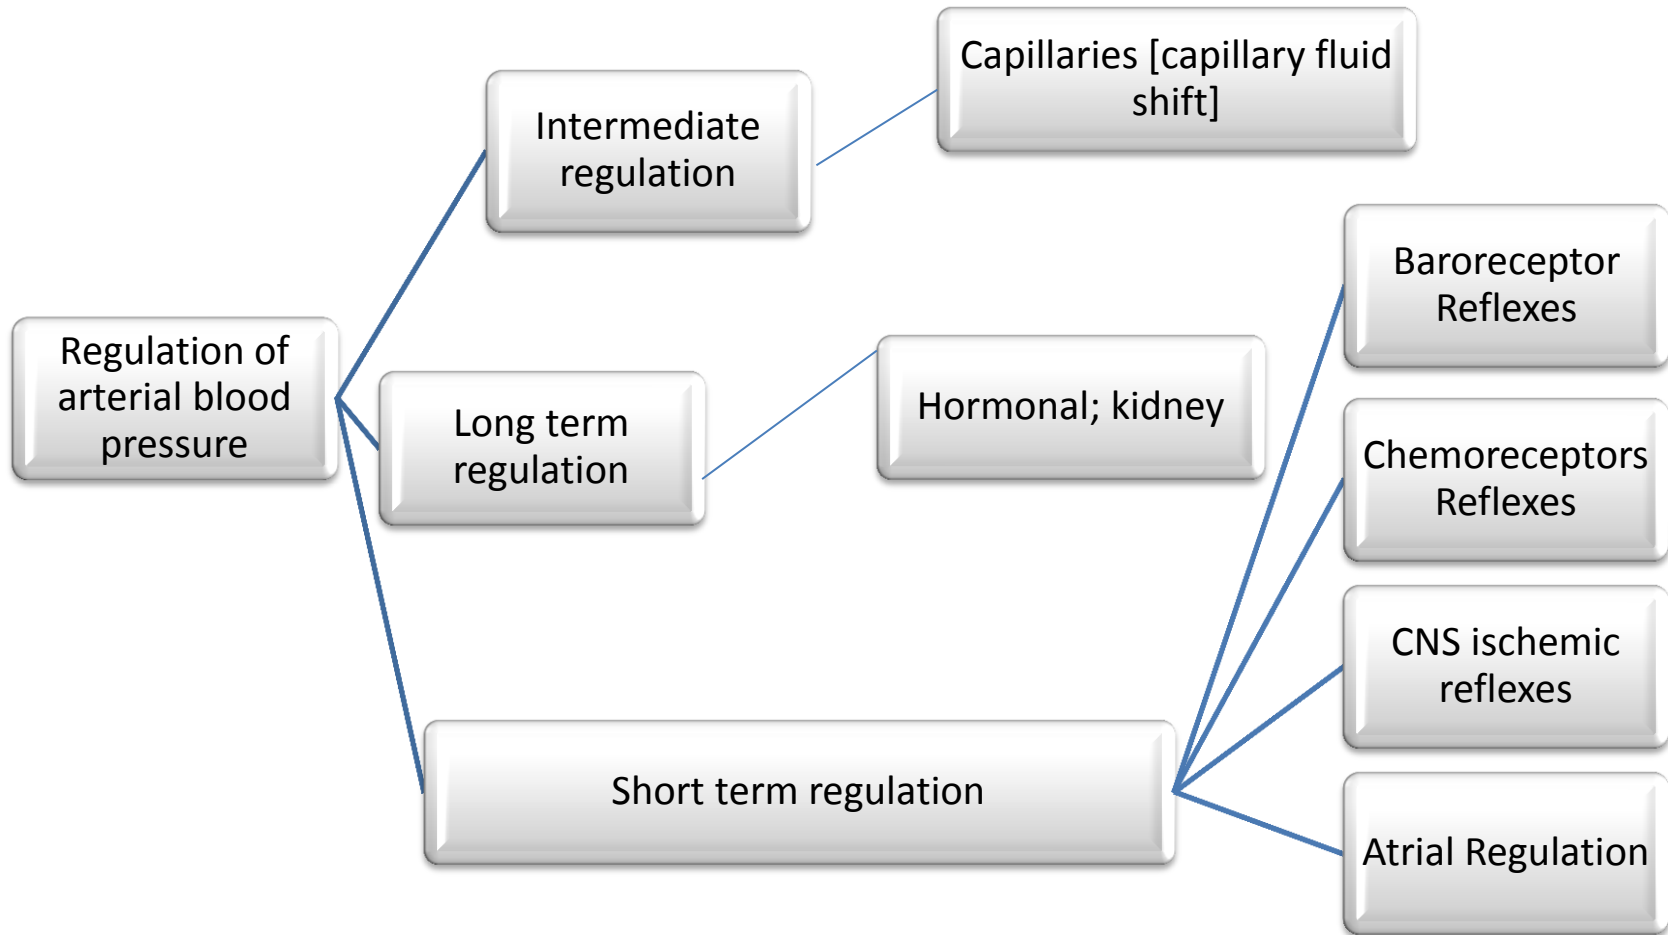 Regulation of
arterial blood
pressure
Intermediate
regulation
Capillaries [capillary fluid
shift]
Long term
regulation
Hormonal; kidney
Short term regulation
Baroreceptor
Reflexes
Chemoreceptors
Reflexes
CNS ischemic
reflexes
Atrial Regulation